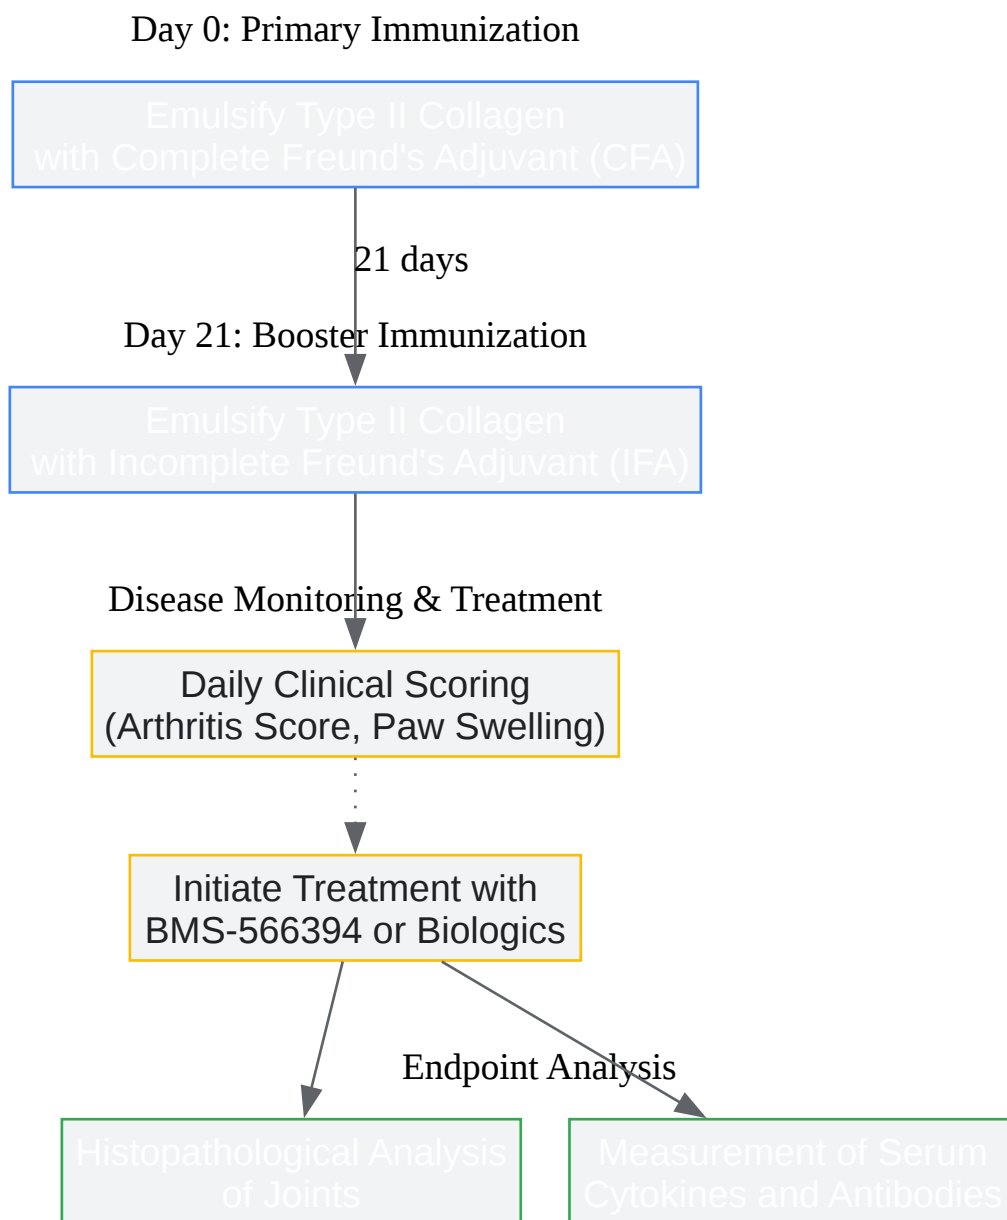 Day 0: Primary Immunization
Emulsify Type II Collagen
with Complete Freund's Adjuvant (CFA)
21 days
Day 21: Booster Immunization
Emulsify Type II Collagen
with Incomplete Freund's Adjuvant (IFA)
Disease Monitoring & Treatment
Daily Clinical Scoring
(Arthritis Score, Paw Swelling)
Initiate Treatment with
BMS-566394 or Biologics
Endpoint Analysis
Histopathological Analysis
of Joints
Measurement of Serum
Cytokines and Antibodies